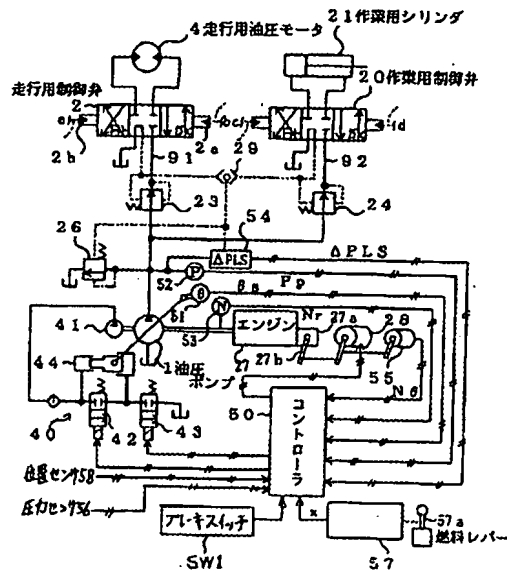 4走行用油圧モータ
21作業用シリンダ
走行用制御弁
20作業用制御弁
2
2b
2a
29
91
92
23
24
26
54
ΔPLS
ΔPLS
52
P
Pp
θ
θs
51
N
53
Nr
27a
28
エンジン
41
44
1油圧
ポンプ
27
27b
55
Nθ
50
コントローラ
40
42
43
位置センサ58
圧力センサ56
ブレーキスイッチ
SW1
x
57
57a
燃料レバー